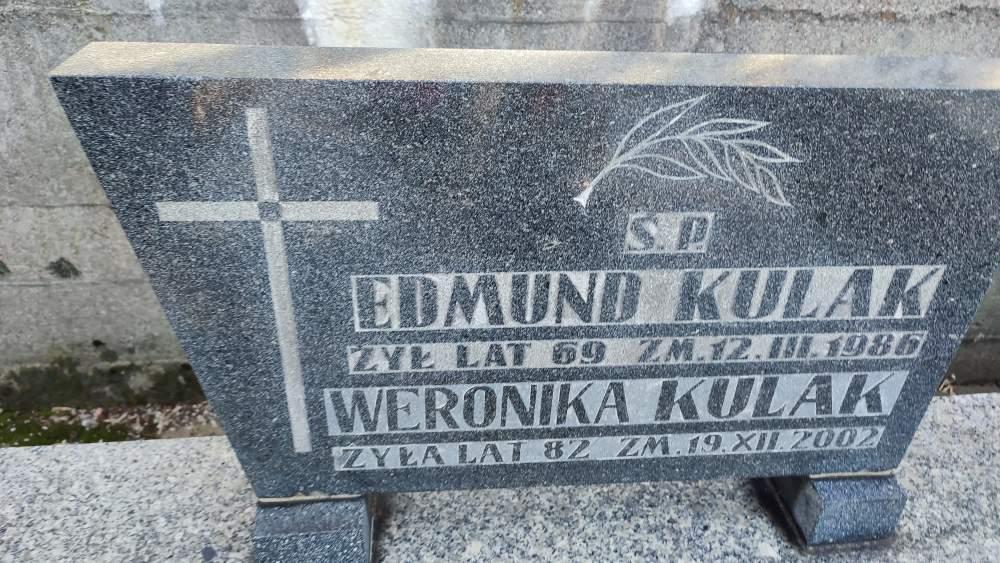 S.P.
EDMUND KULAK
ŻYŁ LAT 69 ZM.12.III.1986
WERONIKA KULAK
ŻYŁA LAT 82 ZM.19.XII.2002